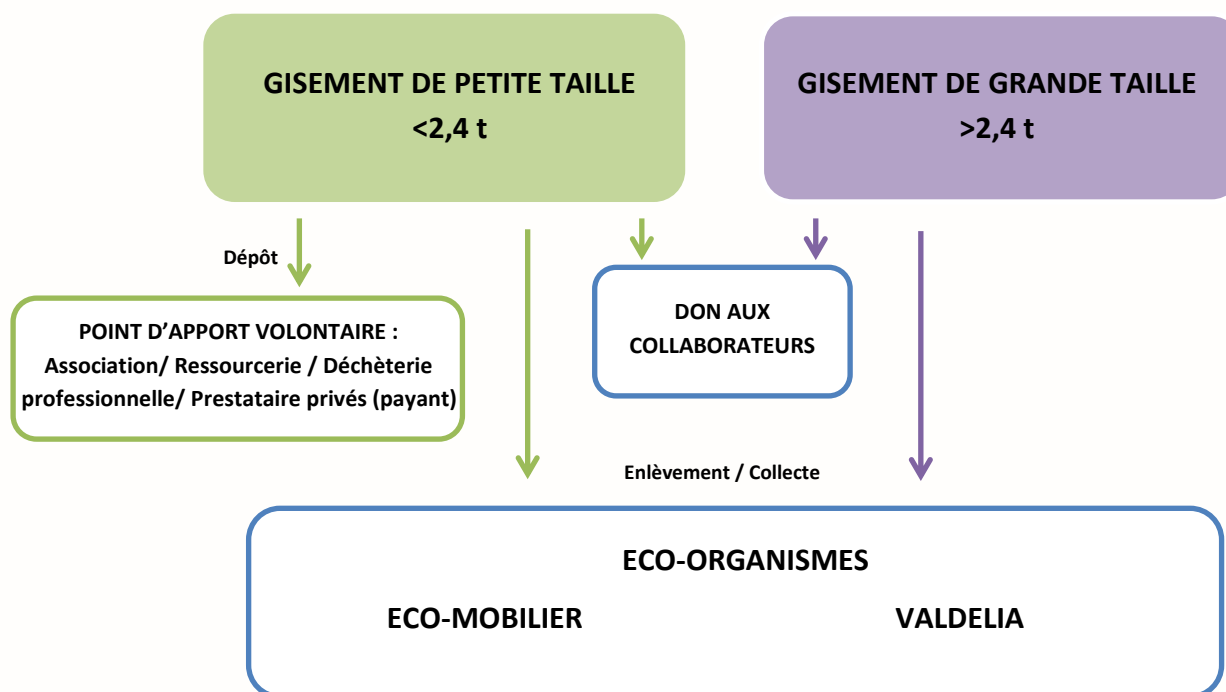 GISEMENT DE PETITE TAILLE
<2,4 t
GISEMENT DE GRANDE TAILLE
>2,4 t
Dépôt
POINT D’APPORT VOLONTAIRE :
Association/ Ressourcerie / Déchèterie
professionnelle/ Prestataire privés (payant)
DON AUX
COLLABORATEURS
Enlèvement / Collecte
ECO-ORGANISMES
ECO-MOBILIER
VALDELIA